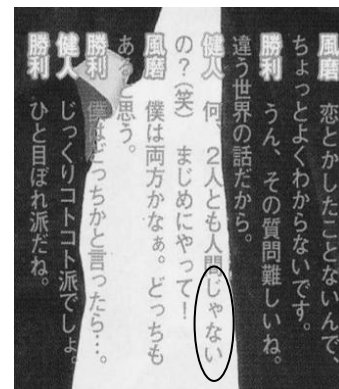 風磨 恋とかしたことないんで、
ちょっとよくわからないです。
勝利 うん、その質問難しいね。
違う世界の話だから。
健人 何、2人とも人間じゃない
の?(笑) まじめにやって!
風磨 僕は両方かなぁ。どっちも
あると思う。
勝利 僕はどっちかと言ったら…。
健人 じっくりコトコト派でしょ。
勝利 ひと目ぼれ派だね。